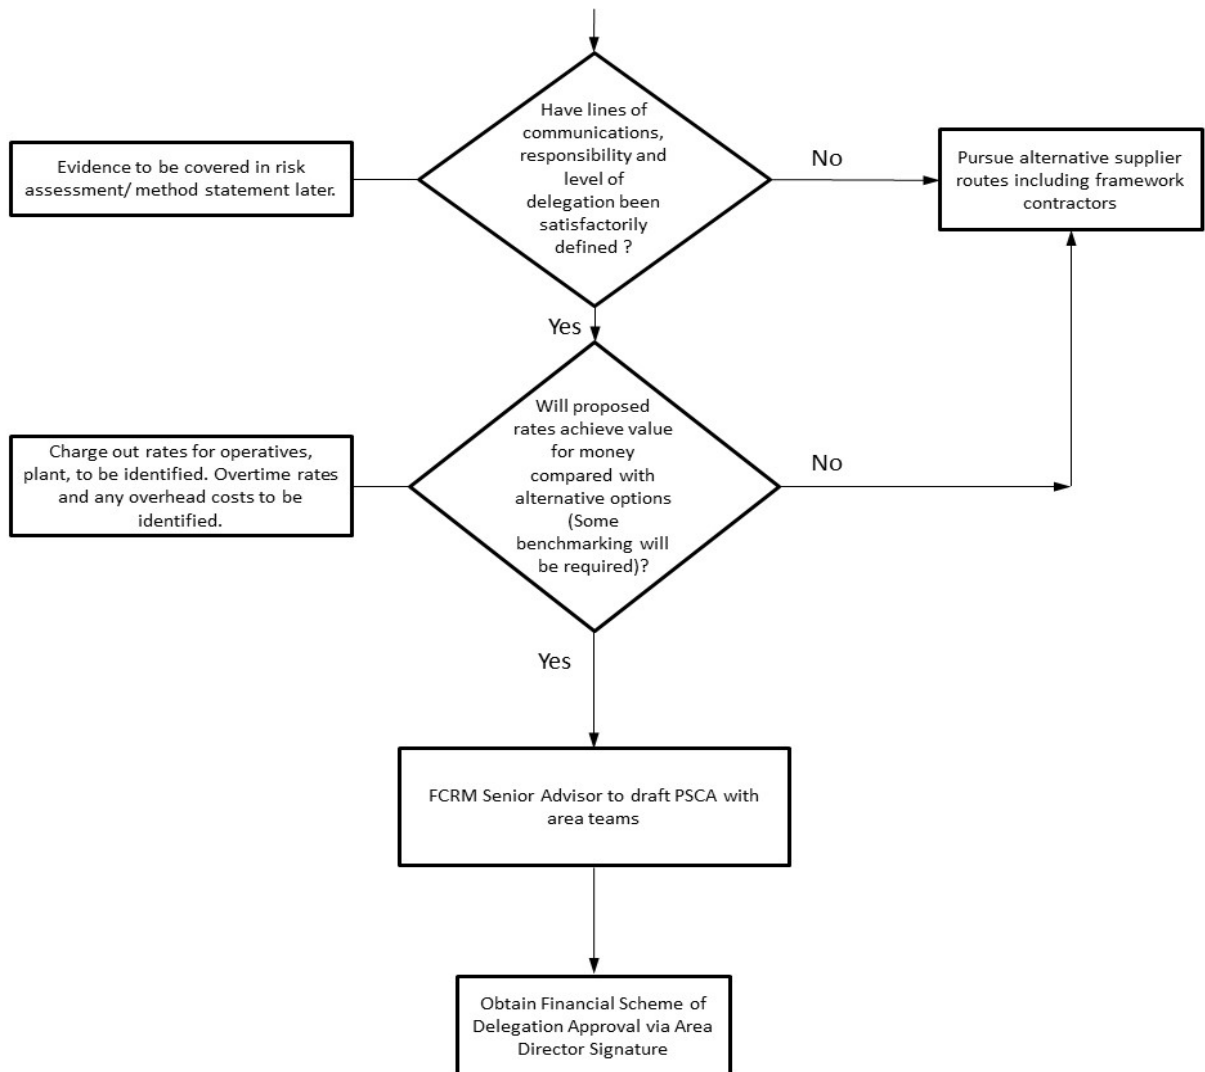 Have lines of
communications,
responsibility and
level of
delegation been
satisfactorily
defined ?
Evidence to be covered in risk
assessment/ method statement later.
No
Pursue alternative supplier
routes including framework
contractors
Yes
Will proposed
rates achieve value
for money
compared with
alternative options
(Some
benchmarking will
be required)?
Charge out rates for operatives,
plant, to be identified. Overtime rates
and any overhead costs to be
identified.
No
Yes
FCRM Senior Advisor to draft PSCA with
area teams
Obtain Financial Scheme of
Delegation Approval via Area
Director Signature